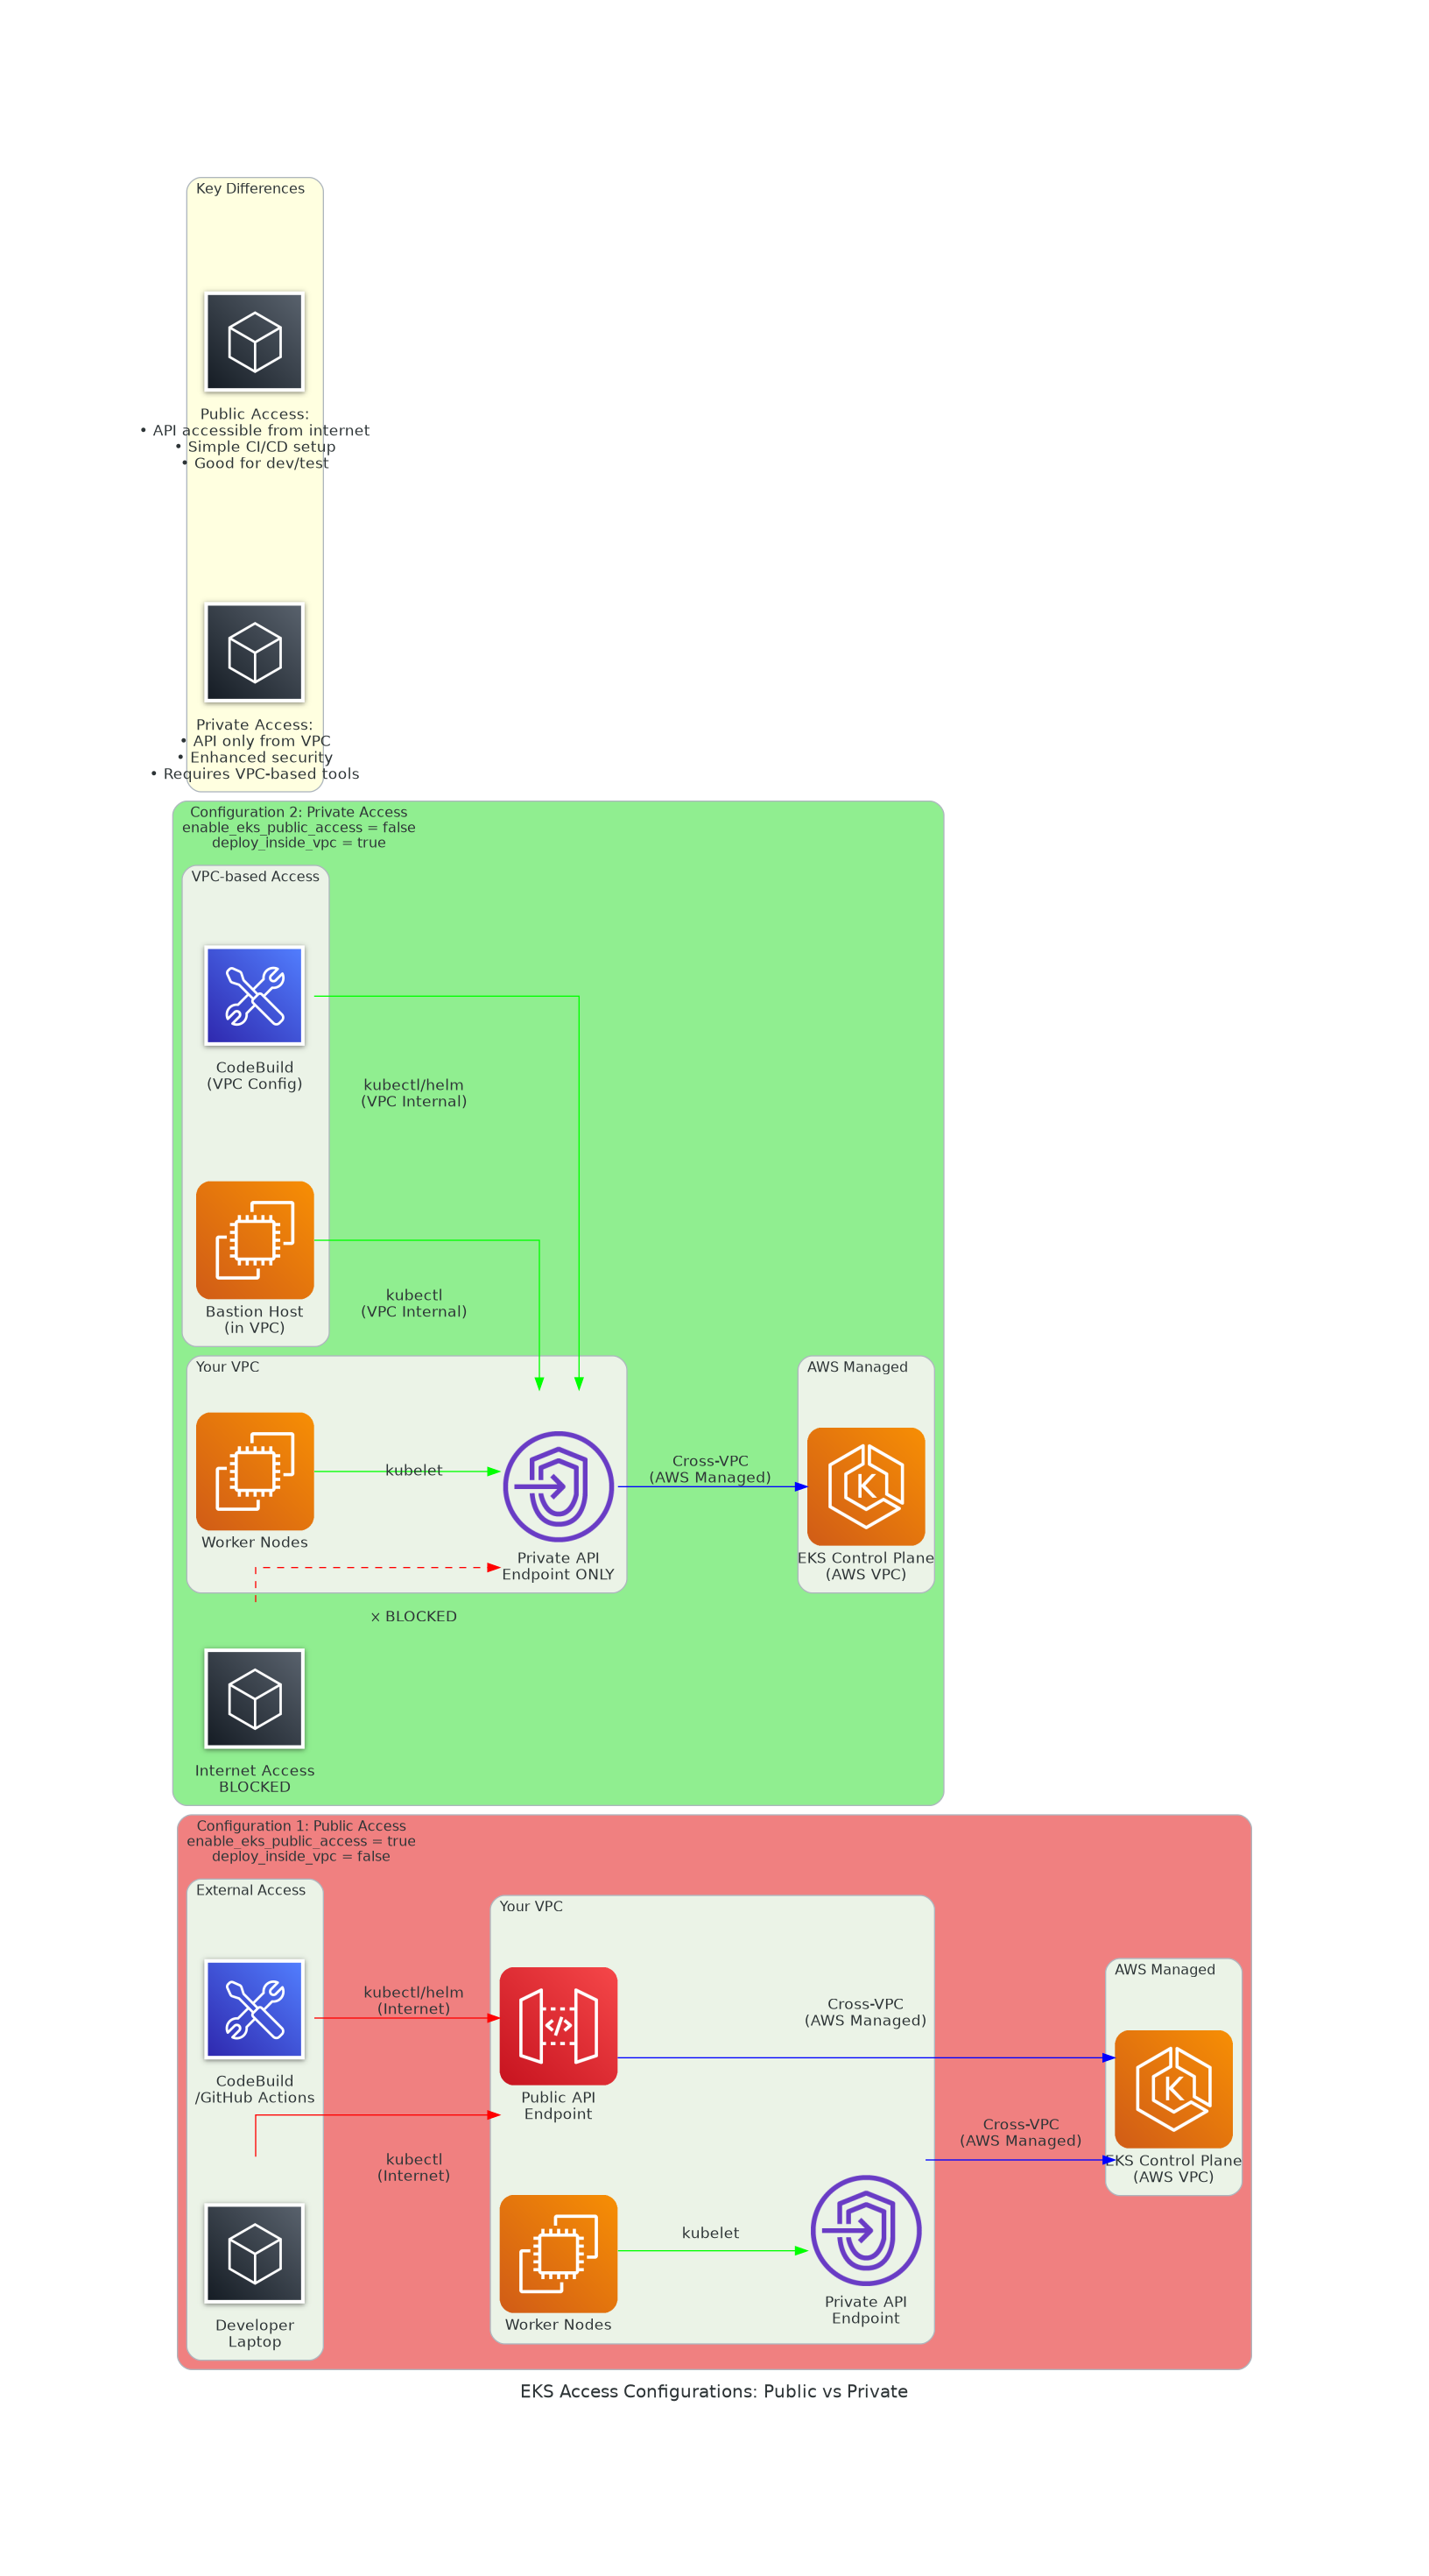 Key Differences
Public Access:
• API accessible from internet
• Simple CI/CD setup
• Good for dev/test
Private Access:
• API only from VPC
• Enhanced security
• Requires VPC-based tools
Configuration 2: Private Access
enable_eks_public_access = false
deploy_inside_vpc = true
VPC-based Access
CodeBuild
(VPC Config)
kubectl/helm
(VPC Internal)
Bastion Host
(in VPC)
kubectl
(VPC Internal)
Your VPC
Worker Nodes
kubelet
Private API
Endpoint ONLY
Cross-VPC
(AWS Managed)
AWS Managed
K
EKS Control Plane
(AWS VPC)
× BLOCKED
Internet Access
BLOCKED
Configuration 1: Public Access
enable_eks_public_access = true
deploy_inside_vpc = false
External Access
CodeBuild
/GitHub Actions
kubectl/helm
(Internet)
Developer
Laptop
kubectl
(Internet)
Your VPC
</>
Public API
Endpoint
Cross-VPC
(AWS Managed)
Worker Nodes
kubelet
Private API
Endpoint
Cross-VPC
(AWS Managed)
AWS Managed
K
EKS Control Plane
(AWS VPC)
EKS Access Configurations: Public vs Private